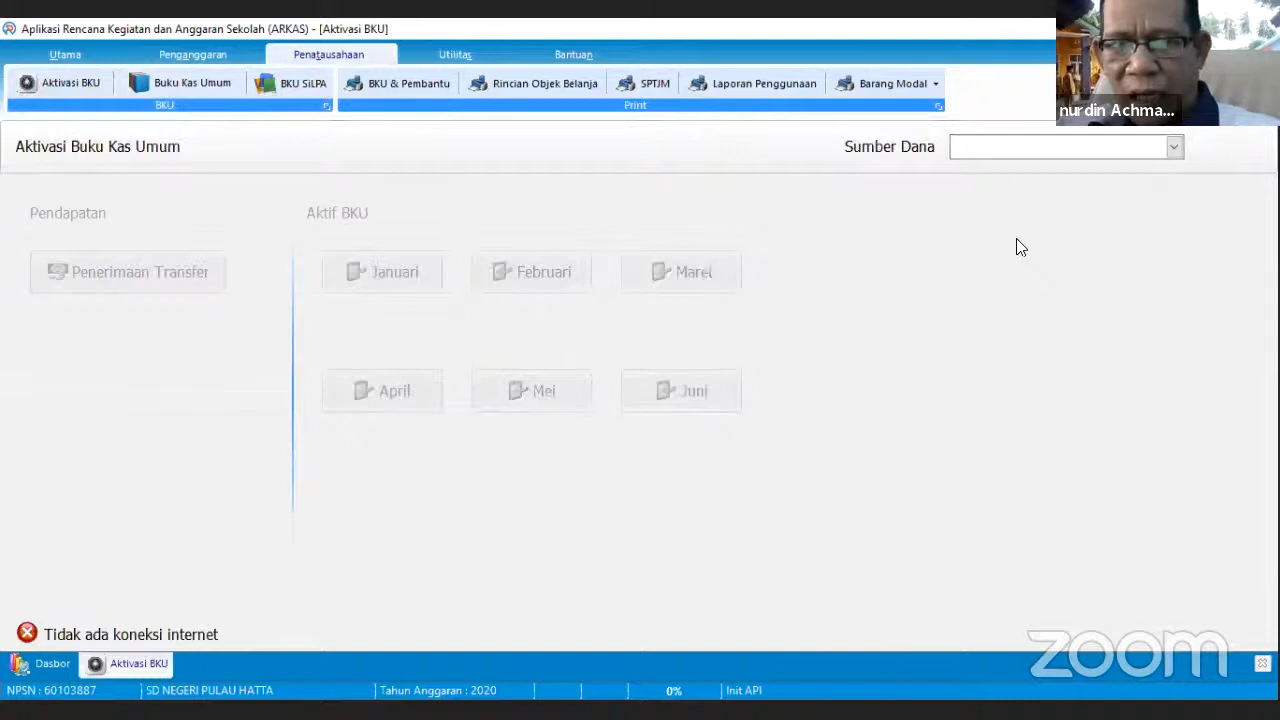 Aplikasi Rencana Kegiatan dan Anggaran Sekolah (ARKAS) - [Aktivasi BKU]
Utama Penganggaran Penatausahaan Utilitas Bantuan
Aktivasi BKU Buku Kas Umum BKU SiLPA BKU & Pembantu Rincian Objek Belanja SPTJM Laporan Penggunaan Barang Modal
BKU Print
nurdin Achma...
Aktivasi Buku Kas Umum Sumber Dana
Pendapatan Aktif BKU
Penerimaan Transfer Januari Februari Maret
April Mei Juni
Tidak ada koneksi internet
zoom
Dasbor Aktivasi BKU
NPSN : 60103887 SD NEGERI PULAU HATTA Tahun Anggaran : 2020 0% Init API